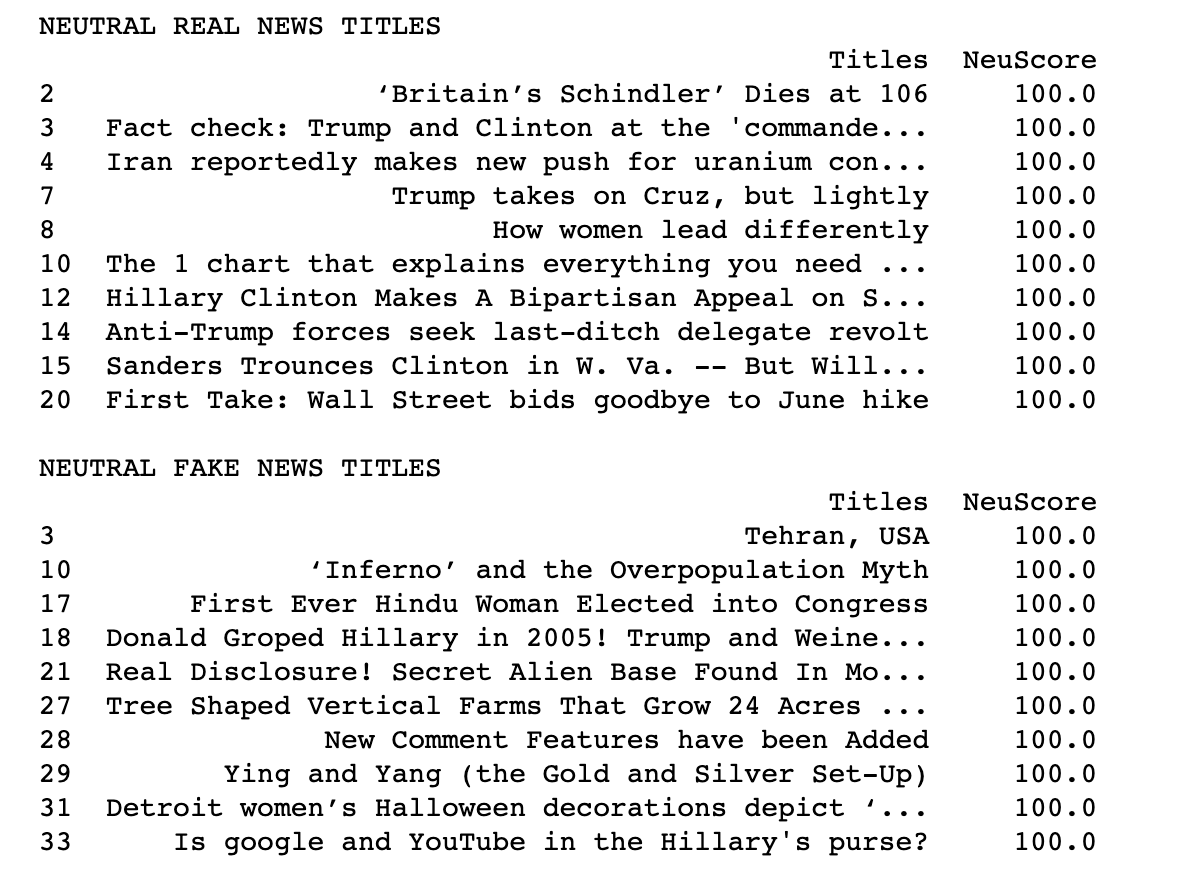 NEUTRAL REAL NEWS TITLES
Titles NeuScore
2 ‘Britain’s Schindler’ Dies at 106 100.0
3 Fact check: Trump and Clinton at the 'commande... 100.0
4 Iran reportedly makes new push for uranium con... 100.0
7 Trump takes on Cruz, but lightly 100.0
8 How women lead differently 100.0
10 The 1 chart that explains everything you need ... 100.0
12 Hillary Clinton Makes A Bipartisan Appeal on S... 100.0
14 Anti-Trump forces seek last-ditch delegate revolt 100.0
15 Sanders Trounces Clinton in W. Va. -- But Will... 100.0
20 First Take: Wall Street bids goodbye to June hike 100.0
NEUTRAL FAKE NEWS TITLES
Titles NeuScore
3 Tehran, USA 100.0
10 ‘Inferno’ and the Overpopulation Myth 100.0
17 First Ever Hindu Woman Elected into Congress 100.0
18 Donald Groped Hillary in 2005! Trump and Weine... 100.0
21 Real Disclosure! Secret Alien Base Found In Mo... 100.0
27 Tree Shaped Vertical Farms That Grow 24 Acres ... 100.0
28 New Comment Features have been Added 100.0
29 Ying and Yang (the Gold and Silver Set-Up) 100.0
31 Detroit women’s Halloween decorations depict ‘... 100.0
33 Is google and YouTube in the Hillary's purse? 100.0